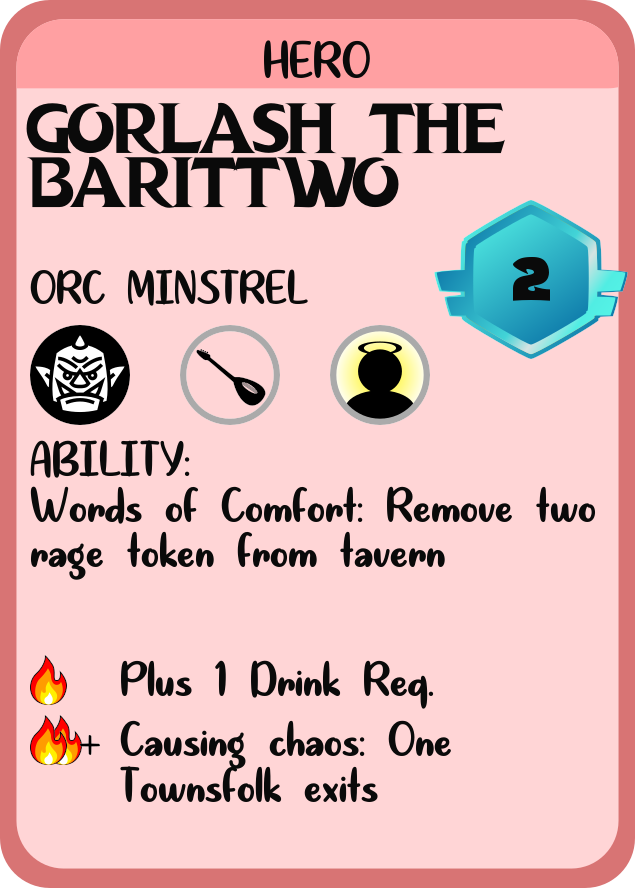 HERO
GORLASH THE
BARITTWO
2
ORC MINSTREL
ABILITY:
Words of Comfort: Remove two
rage token from tavern
Plus 1 Drink Req.
+ Causing chaos: One
Townsfolk exits